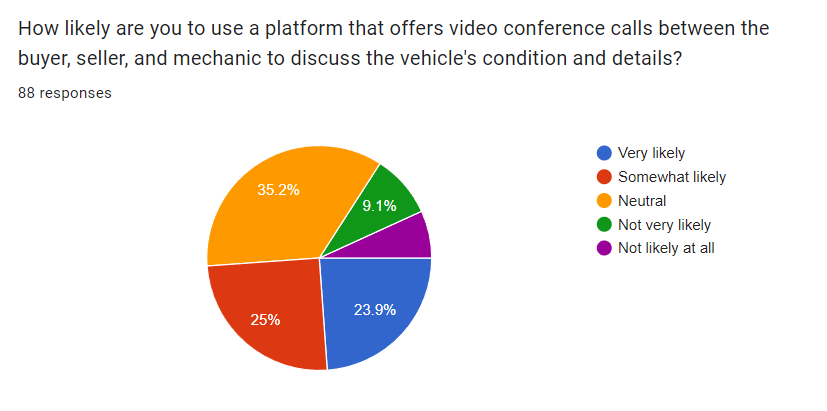 How likely are you to use a platform that offers video conference calls between the
buyer, seller, and mechanic to discuss the vehicle's condition and details?
88 responses
35.2%
9.1%
25%
23.9%
Very likely
Somewhat likely
Neutral
Not very likely
Not likely at all